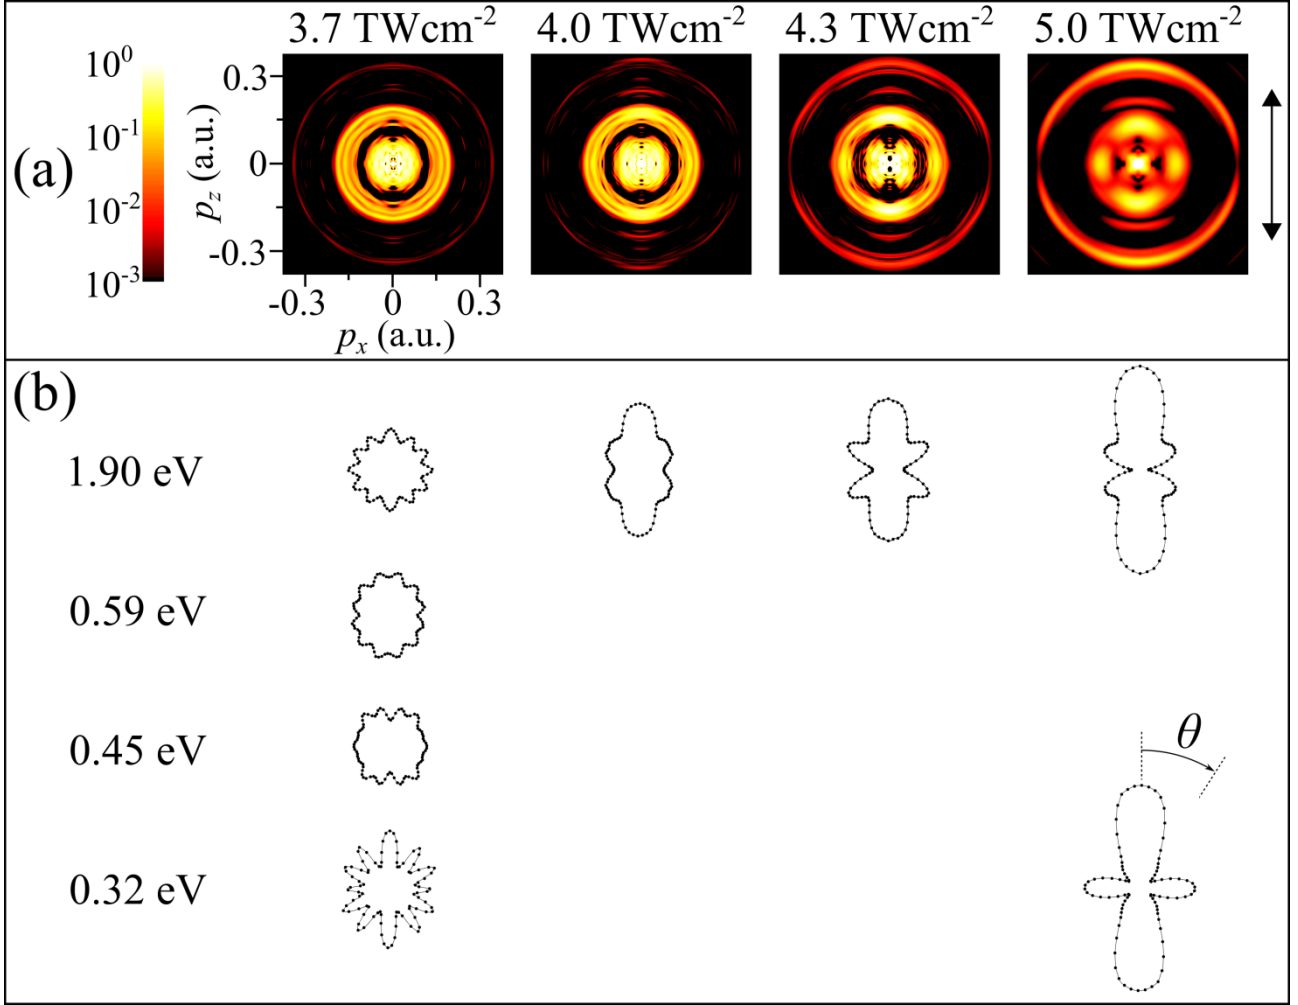 3.7 TWcm-2 4.0 TWcm-2 4.3 TWcm-2 5.0 TWcm-2
(a)
10^0
10^-1
10^-2
10^-3
p_z (a.u.)
0.3
0
-0.3
-0.3 0 0.3
p_x (a.u.)
(b)
1.90 eV
0.59 eV
0.45 eV
θ
0.32 eV